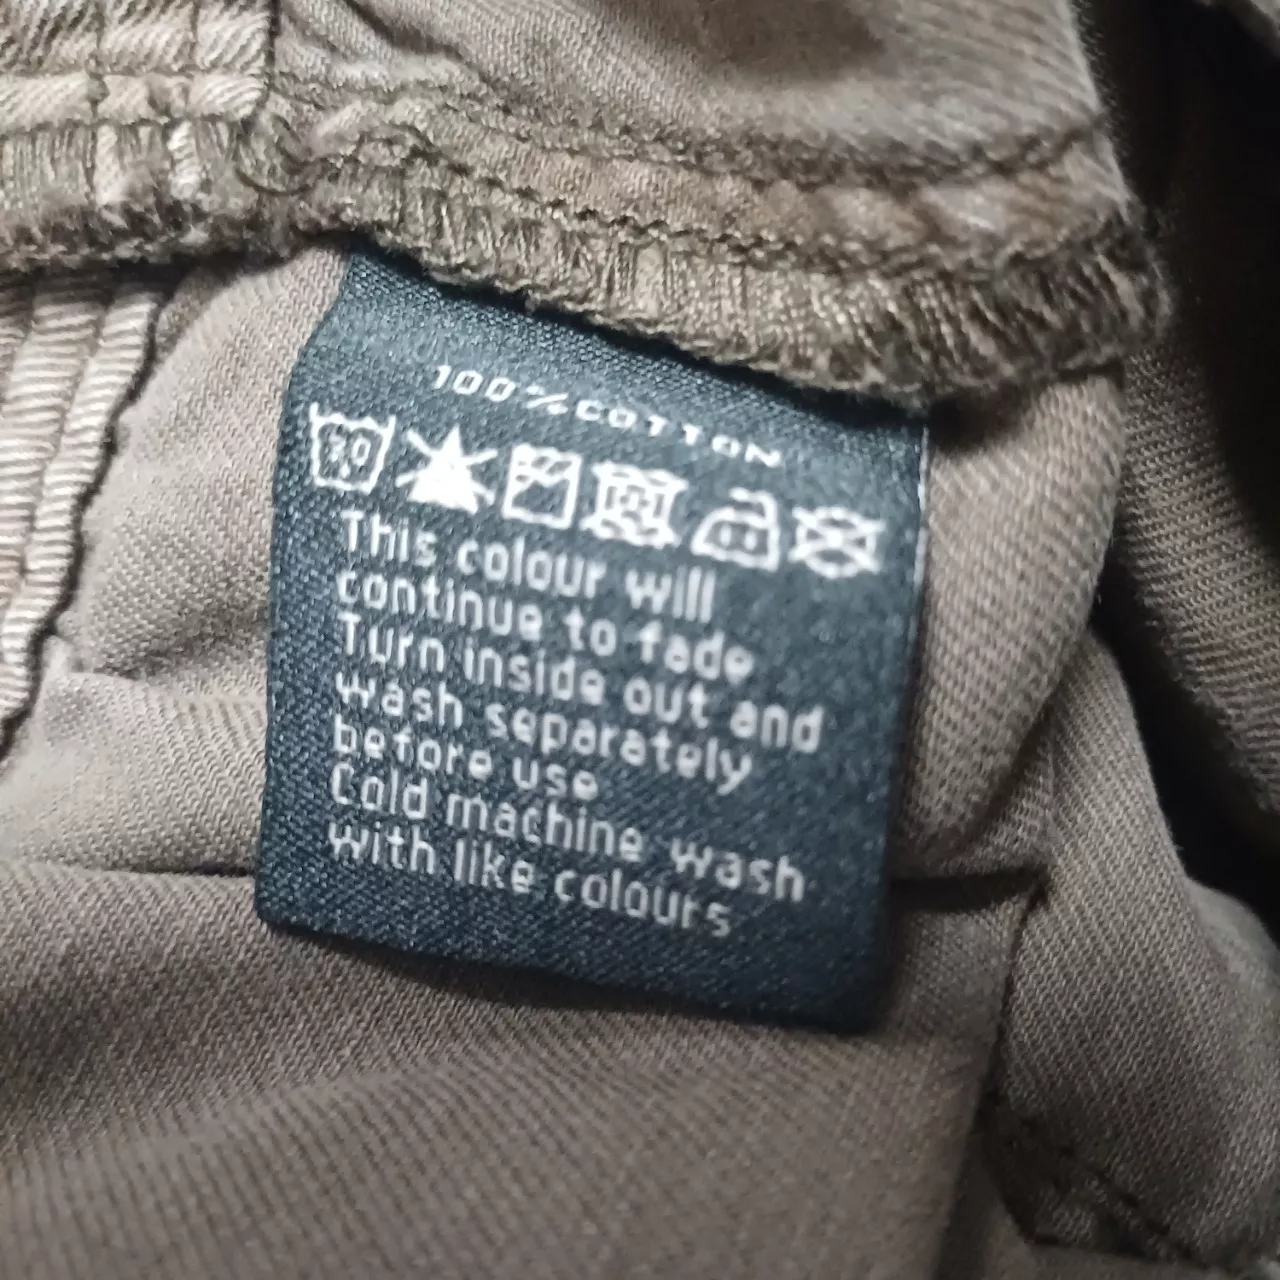 100% COTTON
30
This colour will
continue to fade
Turn inside out and
wash separately
before use
Cold machine wash
with like colours